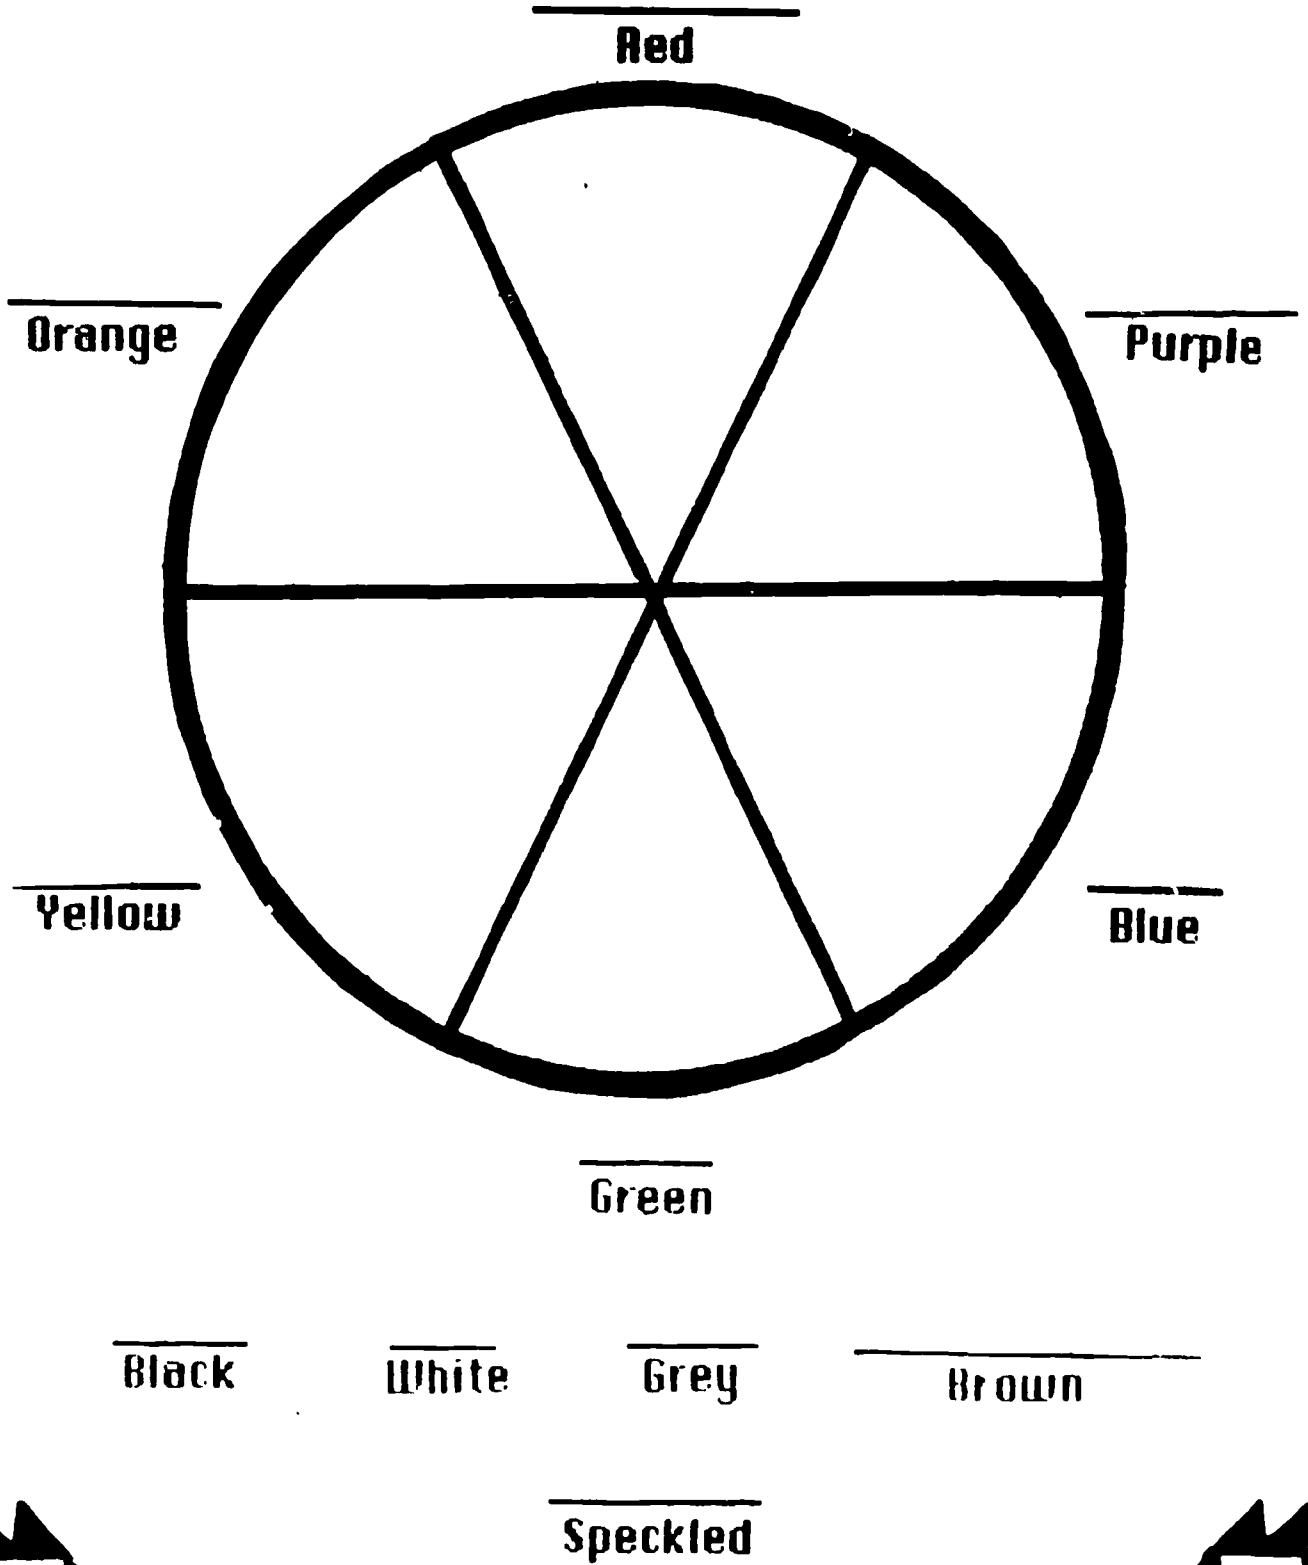 Red
Orange
Purple
Yellow
Blue
Green
Black White Grey Brown
Speckled